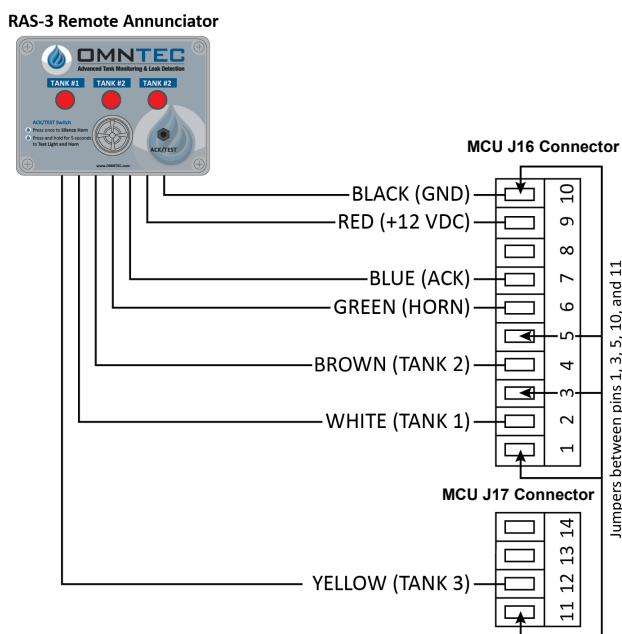 RAS-3 Remote Annunciator
OMNTEC
Advanced Tank Monitoring & Leak Detection
TANK #1 TANK #2 TANK #2
ACK/TEST Switch
Press once to Silence Horn
Press and hold for 5 seconds
to Test Light and Horn
ACK/TEST
www.OMNTEC.com
MCU J16 Connector
BLACK (GND) 10
RED (+12 VDC) 9
8
BLUE (ACK) 7
GREEN (HORN) 6
5
BROWN (TANK 2) 4
3
WHITE (TANK 1) 2
1
Jumpers between pins 1, 3, 5, 10, and 11
MCU J17 Connector
14
13
YELLOW (TANK 3) 12
11